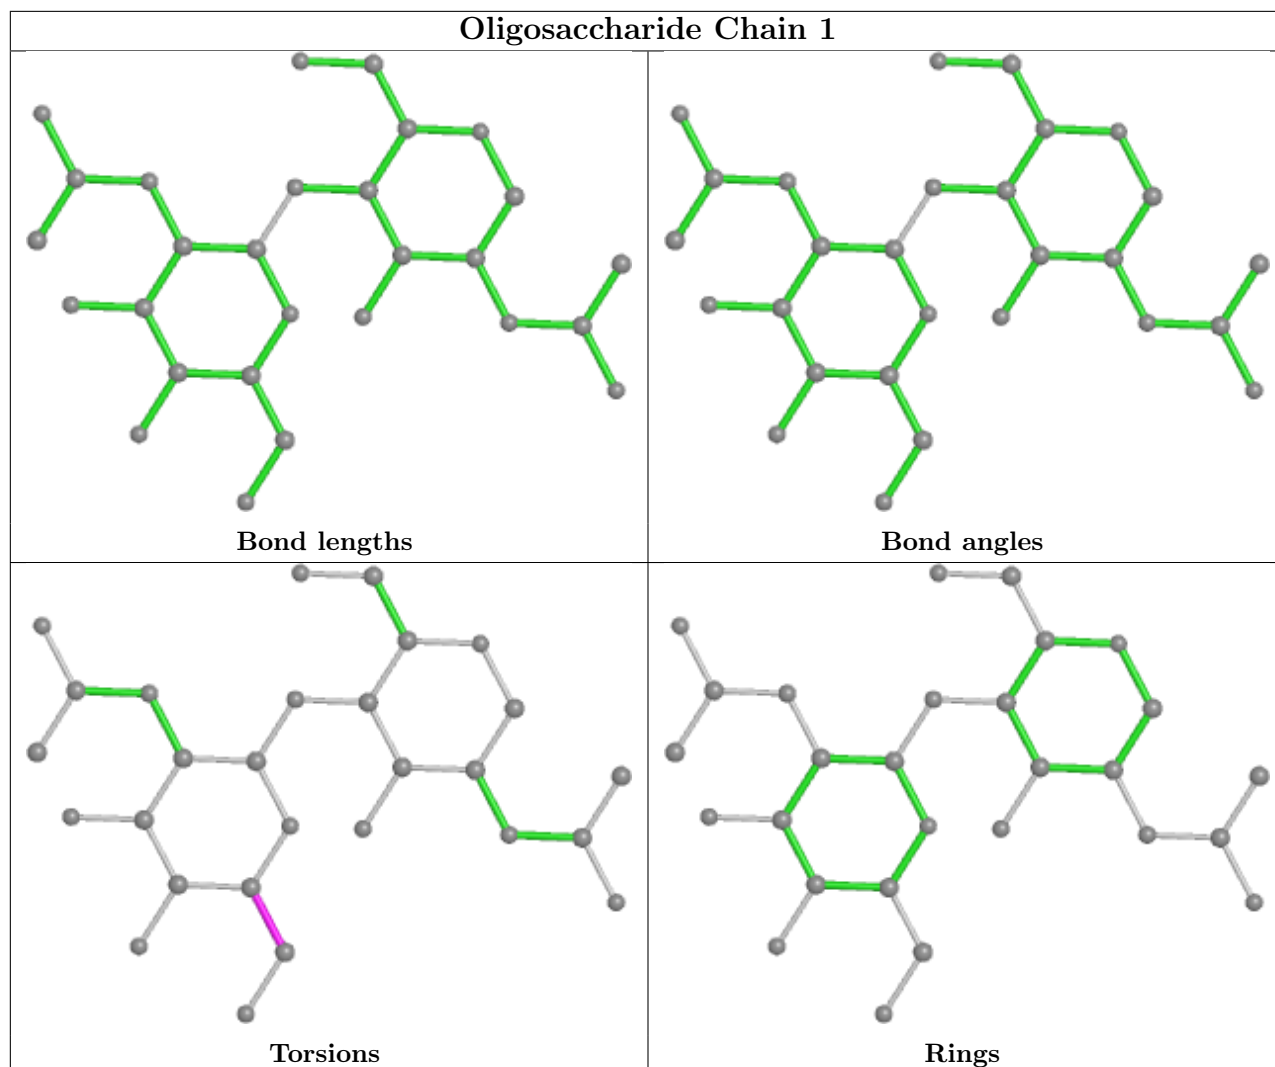 Oligosaccharide Chain 1
Bond lengths
Bond angles
Torsions
Rings